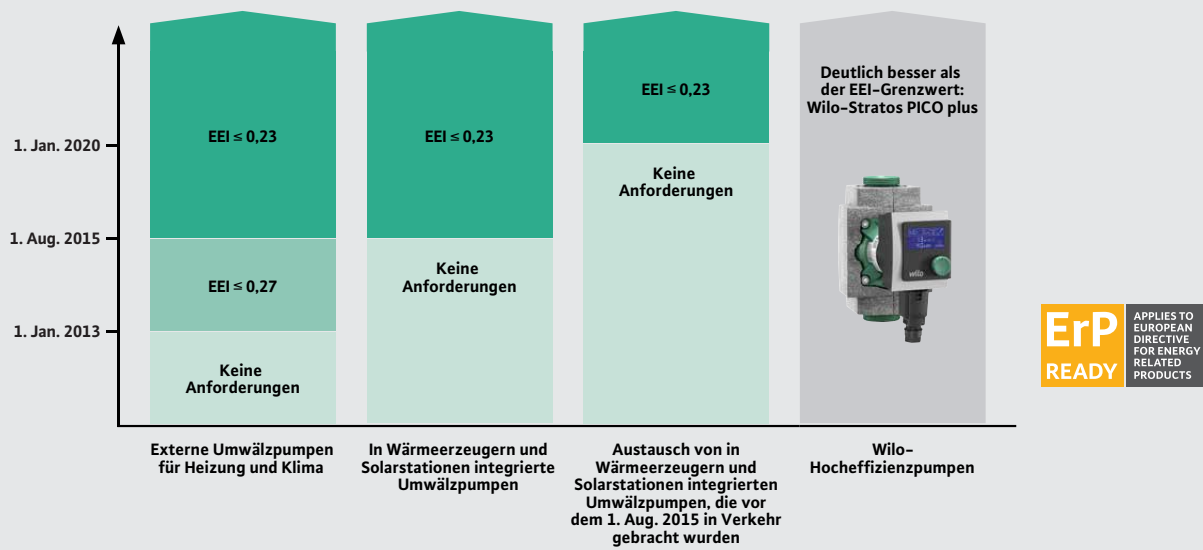 1. Jan. 2020
1. Aug. 2015
1. Jan. 2013
EEI ≤ 0,23
EEI ≤ 0,27
Keine
Anforderungen
Externe Umwälzpumpen
für Heizung und Klima
EEI ≤ 0,23
Keine
Anforderungen
In Wärmeerzeugern und
Solarstationen integrierte
Umwälzpumpen
EEI ≤ 0,23
Keine
Anforderungen
Austausch von in
Wärmeerzeugern und
Solarstationen integrierten
Umwälzpumpen, die vor
dem 1. Aug. 2015 in Verkehr
gebracht wurden
Deutlich besser als
der EEI-Grenzwert:
Wilo-Stratos PICO plus
wilo
Wilo-
Hocheffizienzpumpen
ErP
READY
APPLIES TO
EUROPEAN
DIRECTIVE
FOR ENERGY
RELATED
PRODUCTS